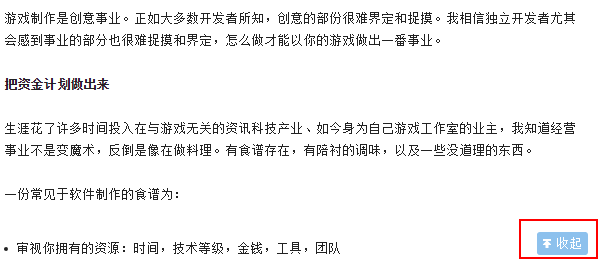 游戏制作是创意事业。正如大多数开发者所知，创意的部份很难界定和捉摸。我相信独立开发者尤其
会感到事业的部分也很难捉摸和界定，怎么做才能以你的游戏做出一番事业。
把资金计划做出来
生涯花了许多时间投入在与游戏无关的资讯科技产业、如今身为自己游戏工作室的业主，我知道经营
事业不是变魔术，反倒是像在做料理。有食谱存在，有陪衬的调味，以及一些没道理的东西。
一份常见于软件制作的食谱为：
• 审视你拥有的资源：时间，技术等级，金钱，工具，团队
收起